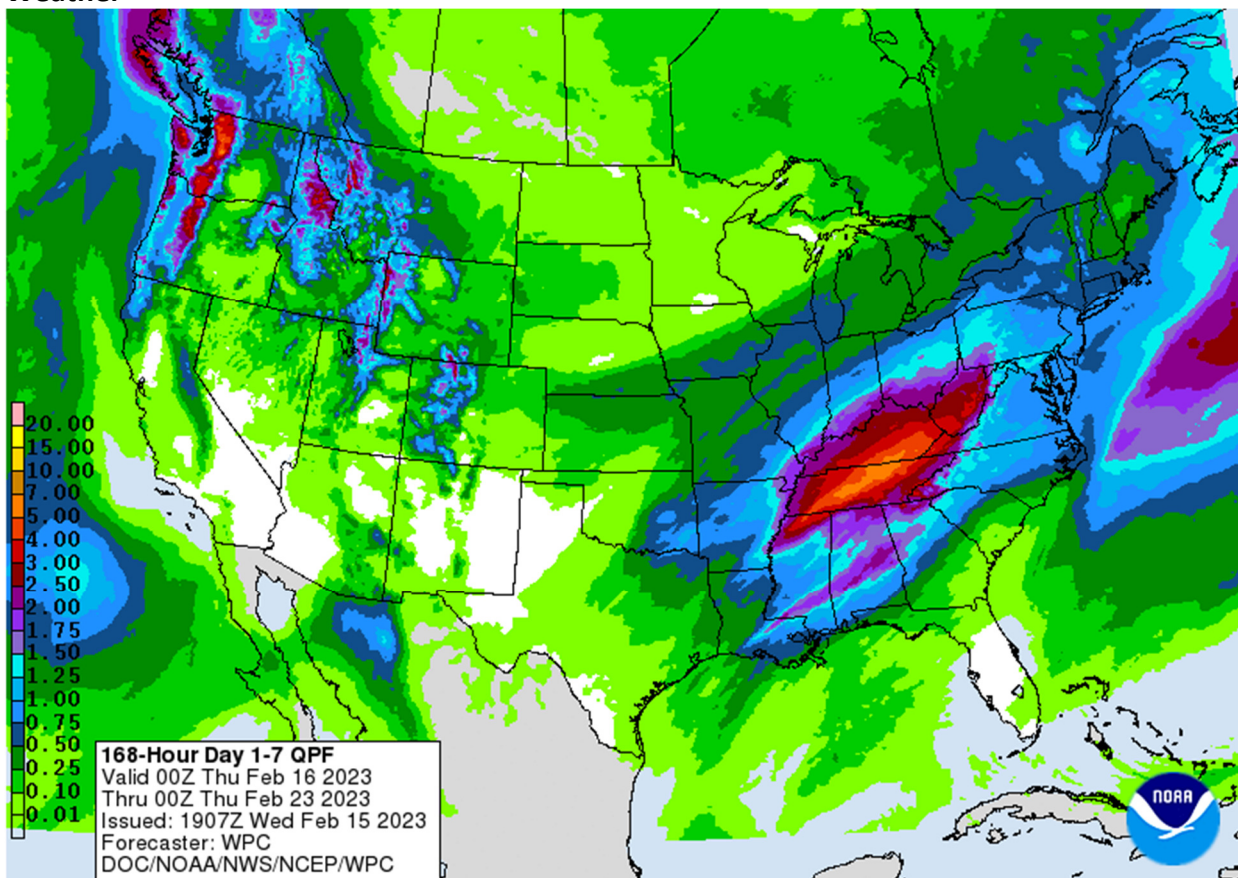 Weather
20.00
15.00
10.00
7.00
5.00
4.00
3.00
2.50
2.00
1.75
1.50
1.25
1.00
0.75
0.50
0.25
0.10
0.01
168-Hour Day 1-7 QPF
Valid 00Z Thu Feb 16 2023
Thru 00Z Thu Feb 23 2023
Issued: 1907Z Wed Feb 15 2023
Forecaster: WPC
DOC/NOAA/NWS/NCEP/WPC
NOAA